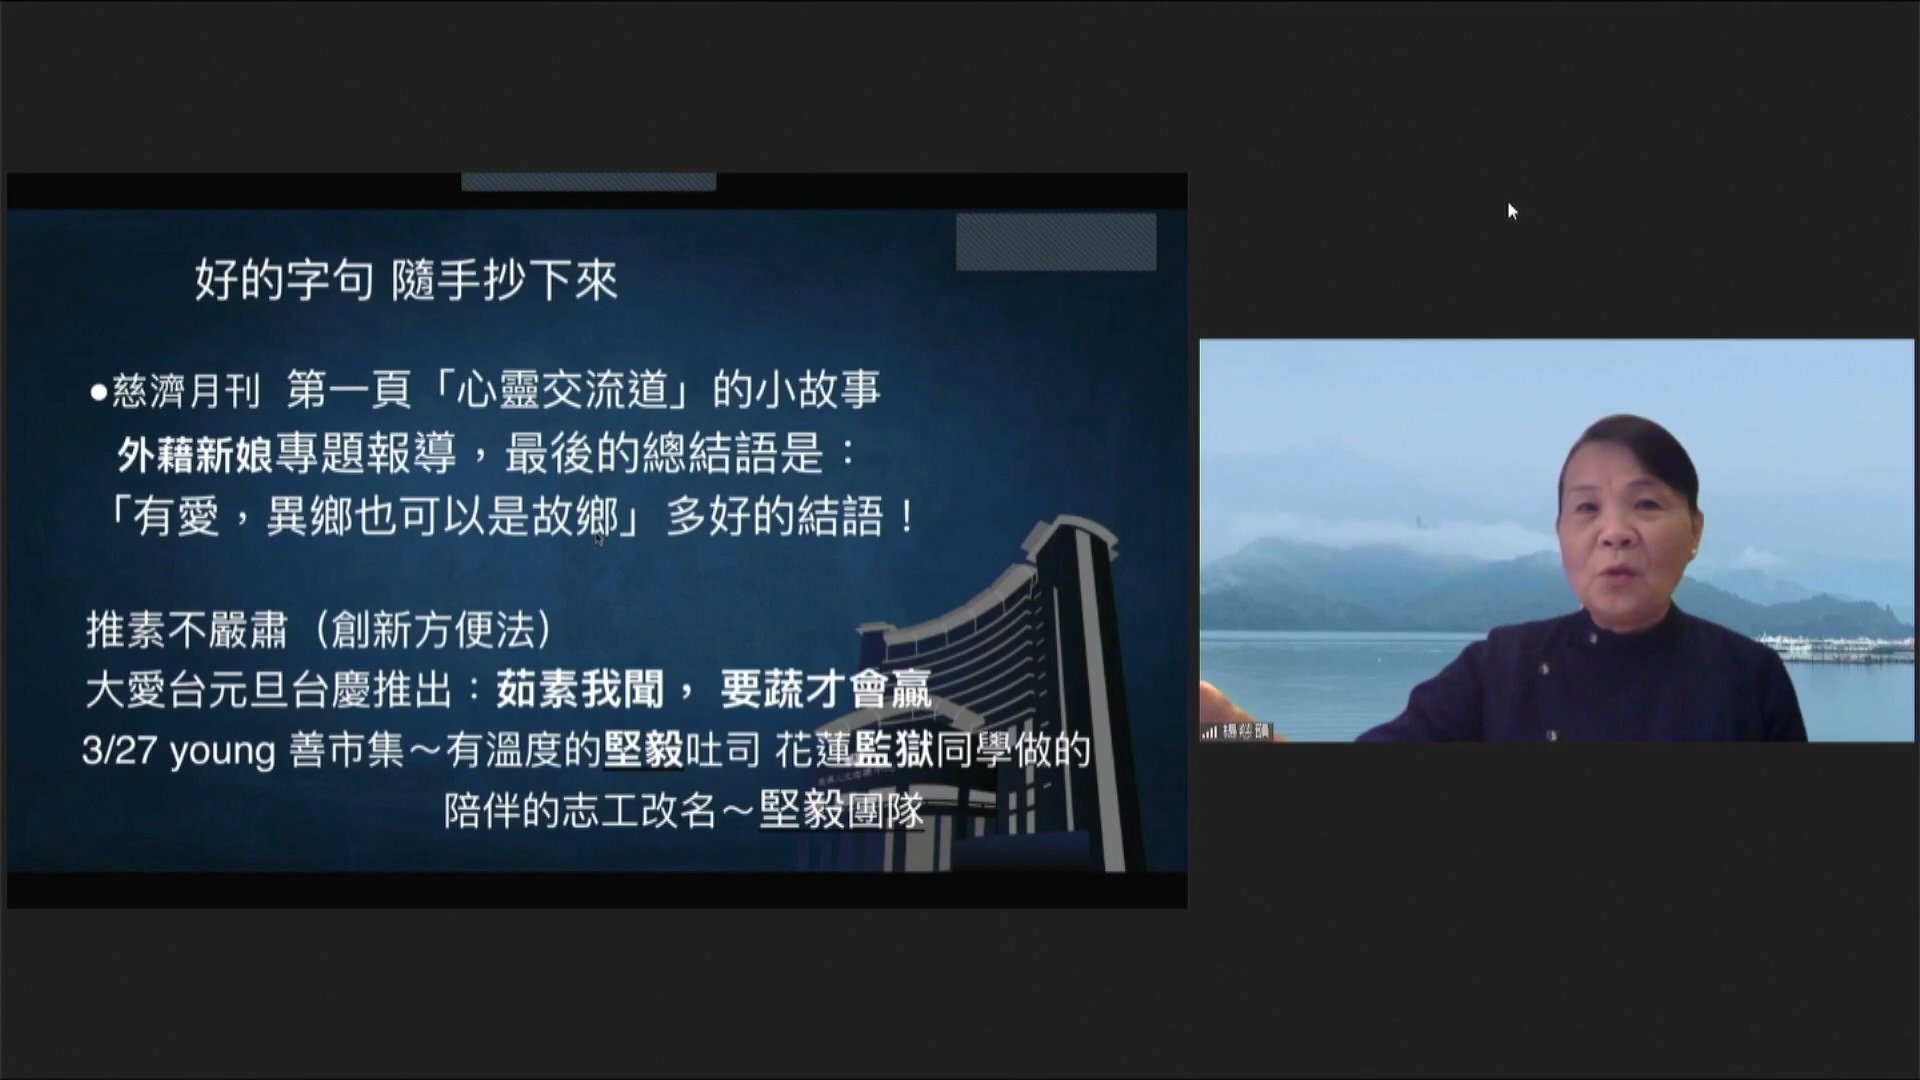 好的字句 隨手抄下來
●慈濟月刊 第一頁「心靈交流道」的小故事
外藉新娘專題報導，最後的總結語是：
「有愛，異鄉也可以是故鄉」多好的結語！
推素不嚴肅（創新方便法）
大愛台元旦台慶推出：茹素我聞， 要蔬才會贏
3/27 young 善市集～有溫度的堅毅吐司 花蓮監獄同學做的
陪伴的志工改名～堅毅團隊